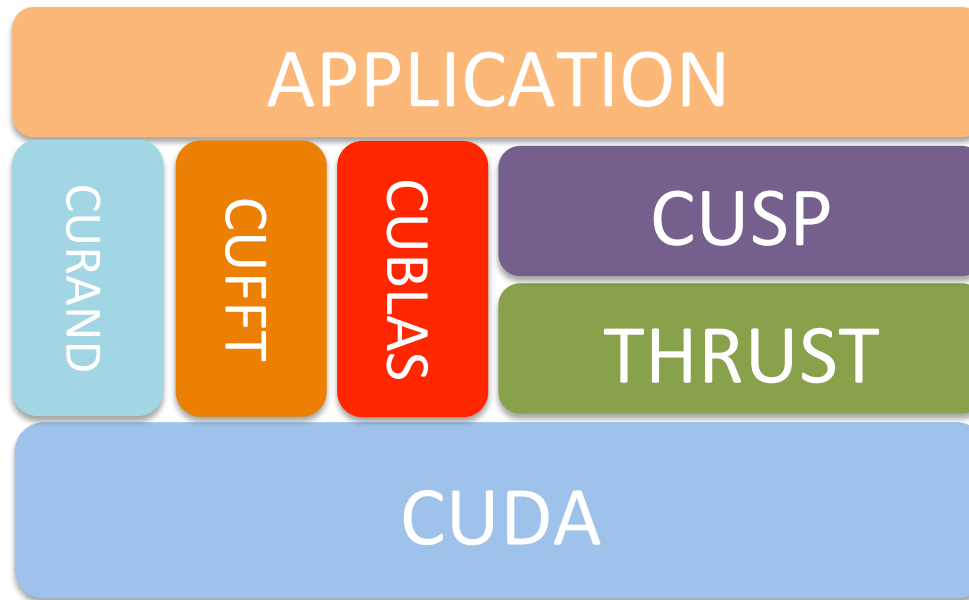 APPLICATION
CURAND
CUFFT
CUBLAS
CUSP
THRUST
CUDA